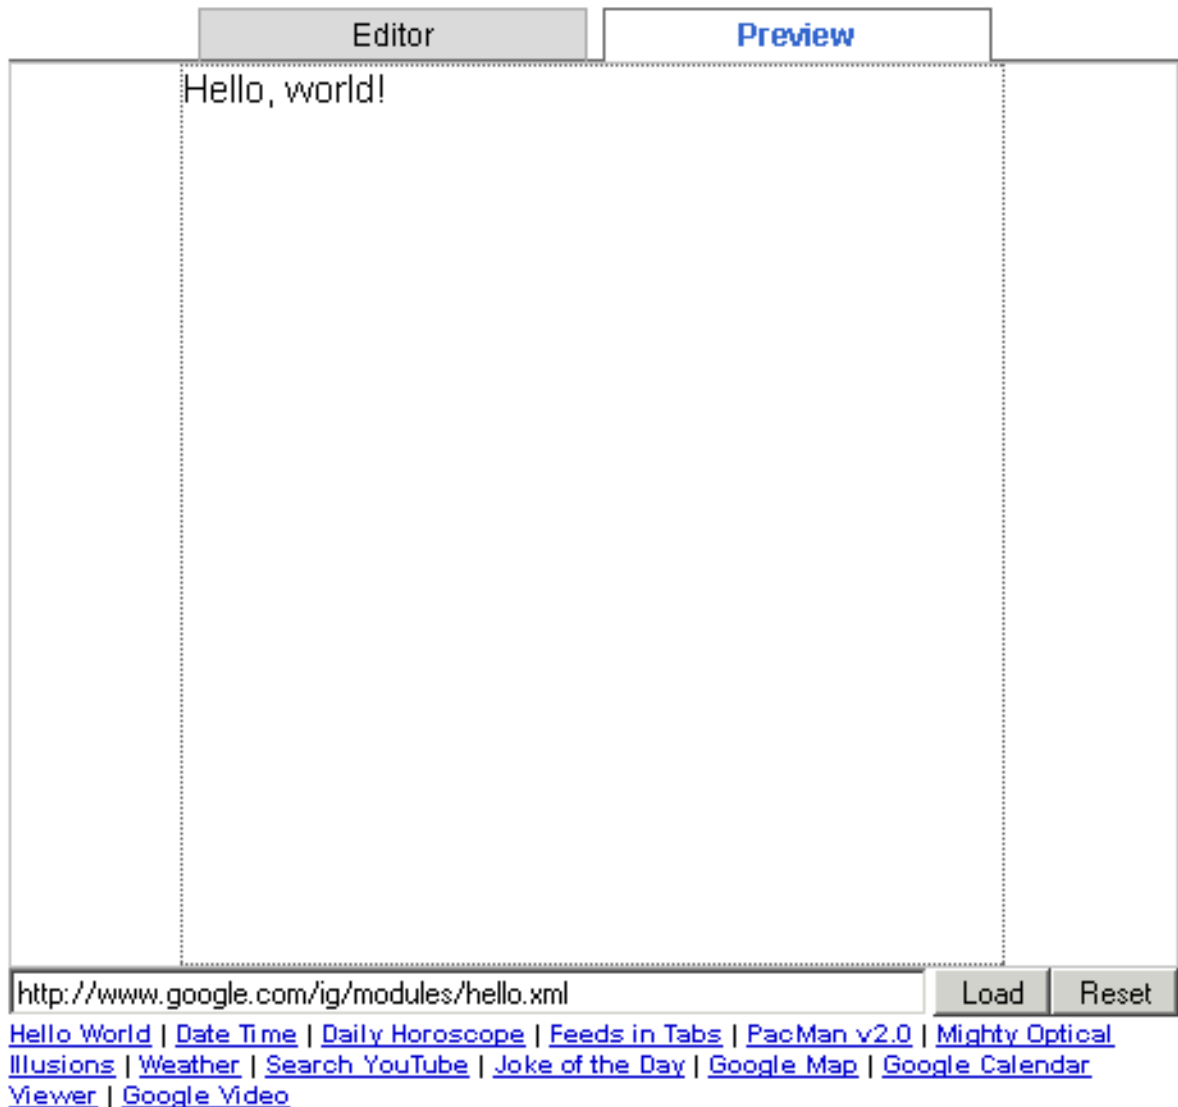 Editor
Preview
Hello, world!
http://www.google.com/ig/modules/hello.xml
Load
Reset
Hello World | Date Time | Daily Horoscope | Feeds in Tabs | PacMan v2.0 | Mighty Optical
Illusions | Weather | Search YouTube | Joke of the Day | Google Map | Google Calendar
Viewer | Google Video